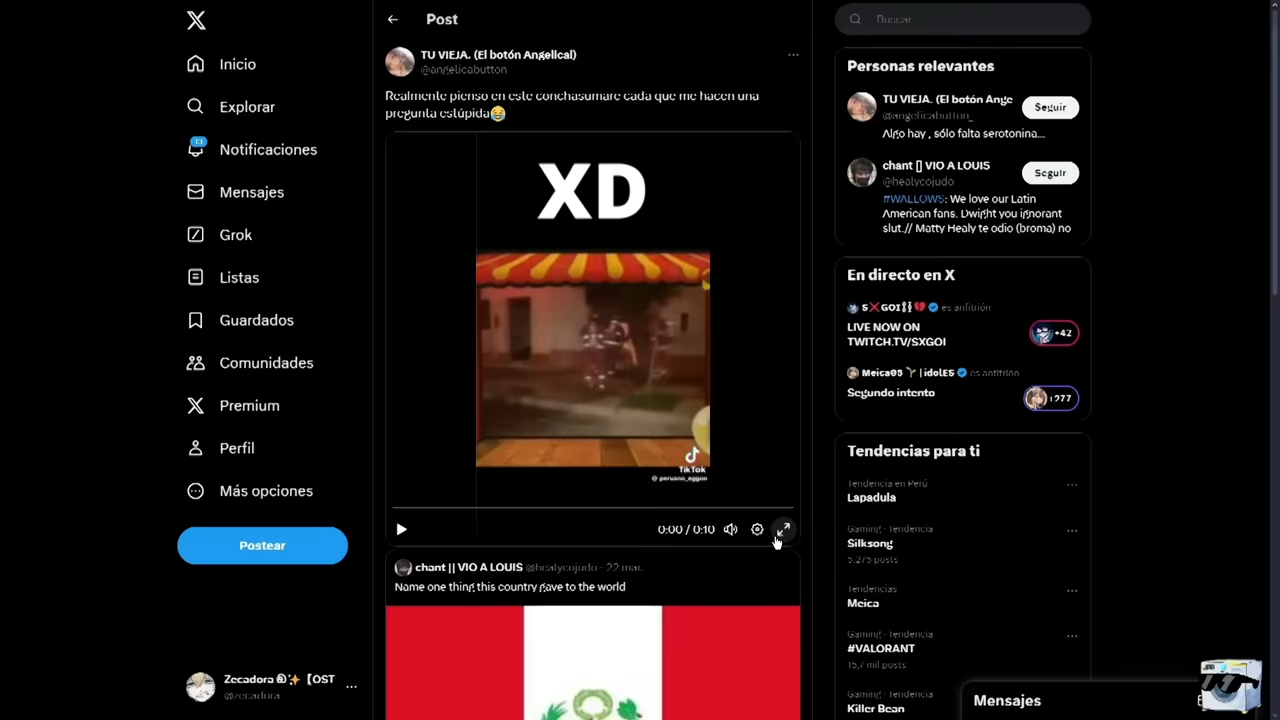 Inicio
Explorar
13
Notificaciones
Mensajes
Grok
Listas
Guardados
Comunidades
Premium
Perfil
Más opciones
Postear
Zecadora
【OST
@zecadora
Post
TU VIEJA. (El botón Angelical)
@angelicabutton
Realmente pienso en este conchasumare cada que me hacen una
pregunta estúpida😂
XD
TikTok
@peruano_eggon
0:00 / 0:10
chant || VIO A LOUIS @healycojudo · 22 mar.
Name one thing this country gave to the world
Buscar
Personas relevantes
TU VIEJA. (El botón Ange
@angelicabutton_
Seguir
Algo hay , sólo falta serotonina...
chant [] VIO A LOUIS
@healycojudo
Seguir
#WALLOWS: We love our Latin
American fans. Dwight you ignorant
slut.// Matty Healy te odio (broma) no
En directo en X
es anfitrión
LIVE NOW ON
TWITCH.TV/SXGOI
+42
Meica05 | idolES es anfitrión
Segundo intento
+277
Tendencias para ti
Tendencia en Perú
Lapadula
Gaming · Tendencia
Silksong
5.275 posts
Tendencias
Meica
Gaming · Tendencia
#VALORANT
15,7 mil posts
Gaming · Tendencia
Killer Bean
Mensajes